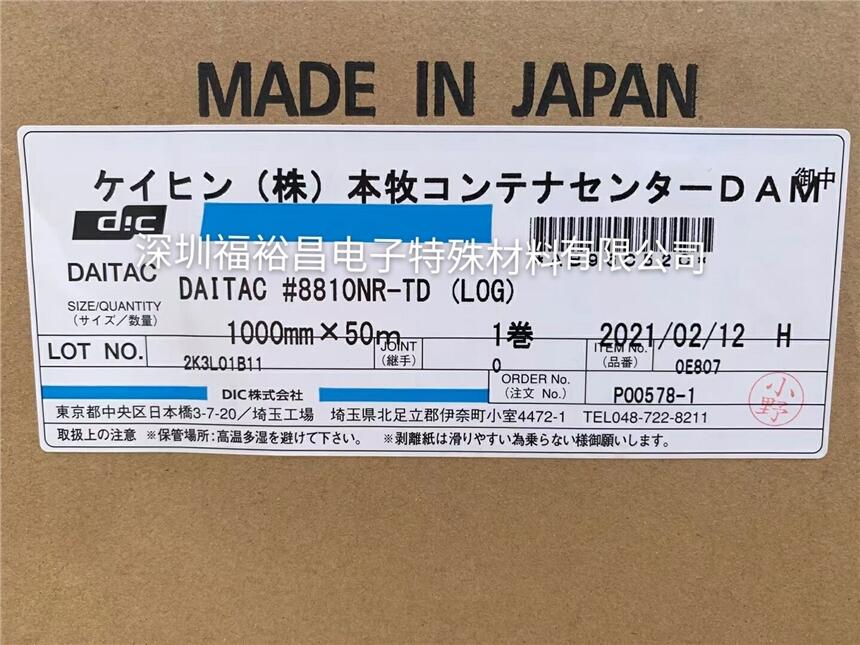 MADE IN JAPAN
ケイヒン（株）本牧コンテナセンターDAM 御中
dic
深圳福裕昌电子特殊材料有限公司
DAITAC
DAITAC #8810NR-TD (LOG)
SIZE/QUANTITY
（サイズ／数量）
1000mm×50m 1巻 2021/02/12 H
LOT NO. 2K3L01B11
JOINT
（継手）
0
ITEM No.
（品番）
0E807
DIC株式会社
ORDER No.
（注文 No.）
P00578-1
小野
東京都中央区日本橋3-7-20／埼玉工場 埼玉県北足立郡伊奈町小室4472-1 TEL048-722-8211
取扱上の注意 ※保管場所：高温多湿を避けて下さい。 ※剥離紙は滑りやすい為乗らない様御願いします。